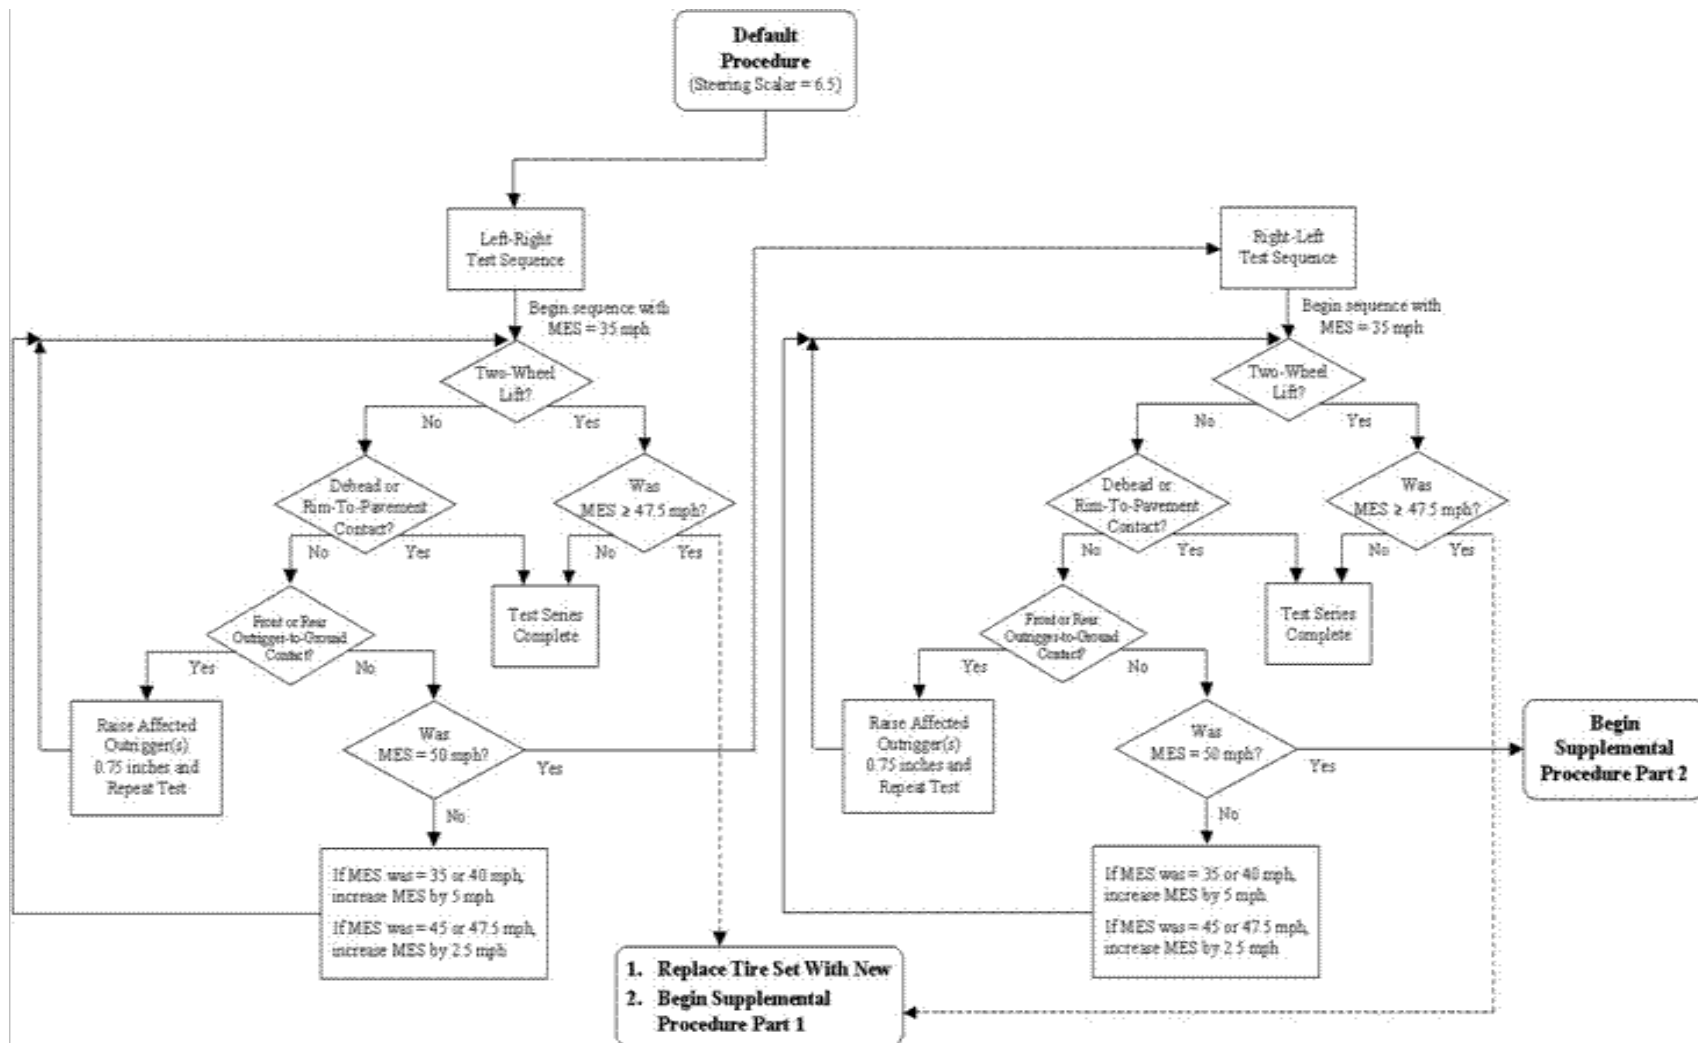 Default
Procedure
(Steering Scalar = 6.5)
Left-Right
Test Sequence
Begin sequence with
MES = 35 mph
Two-Wheel
Lift?
No
Yes
Debead or
Rim-To-Pavement
Contact?
Was
MES ≥ 47.5 mph?
No
Yes
No
Yes
Front or Rear
Outrigger-to-Ground
Contact?
Test Series
Complete
Yes
No
Raise Affected
Outrigger(s)
0.75 inches and
Repeat Test
Was
MES = 50 mph?
Yes
No
If MES was = 35 or 40 mph,
increase MES by 5 mph
If MES was = 45 or 47.5 mph,
increase MES by 2.5 mph
Right-Left
Test Sequence
Begin sequence with
MES = 35 mph
Two-Wheel
Lift?
No
Yes
Debead or
Rim-To-Pavement
Contact?
Was
MES ≥ 47.5 mph?
No
Yes
No
Yes
Front or Rear
Outrigger-to-Ground
Contact?
Test Series
Complete
Yes
No
Raise Affected
Outrigger(s)
0.75 inches and
Repeat Test
Was
MES = 50 mph?
Yes
No
If MES was = 35 or 40 mph,
increase MES by 5 mph
If MES was = 45 or 47.5 mph,
increase MES by 2.5 mph
Begin
Supplemental
Procedure Part 2
1. Replace Tire Set With New
2. Begin Supplemental
Procedure Part 1